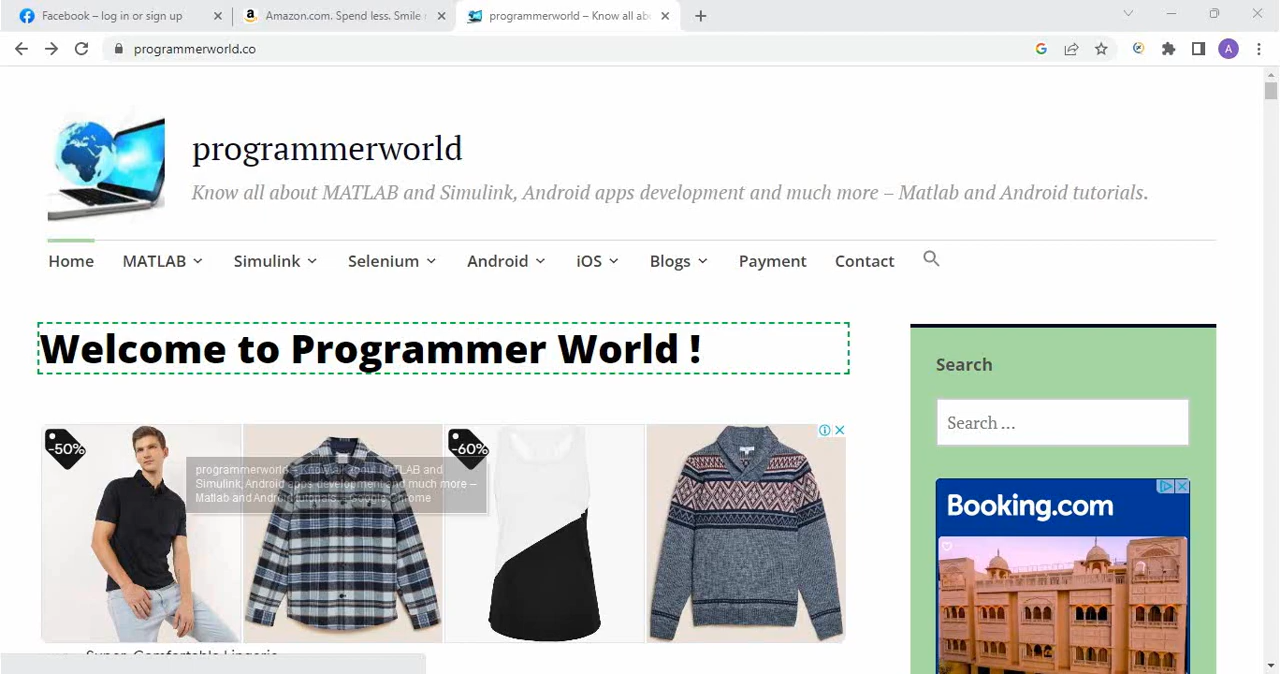 Facebook – log in or sign up
Amazon.com. Spend less. Smile
programmerworld – Know all ab
programmerworld.co
A
programmerworld
Know all about MATLAB and Simulink, Android apps development and much more – Matlab and Android tutorials.
Home MATLAB Simulink Selenium Android iOS Blogs Payment Contact
Welcome to Programmer World !
Search
Search ...
-50%
-60%
programmerworld – Know all about MATLAB and
Simulink, Android apps development and much more –
Matlab and Android tutorials. - Google Chrome
Booking.com
Super-Comfortable Lingerie